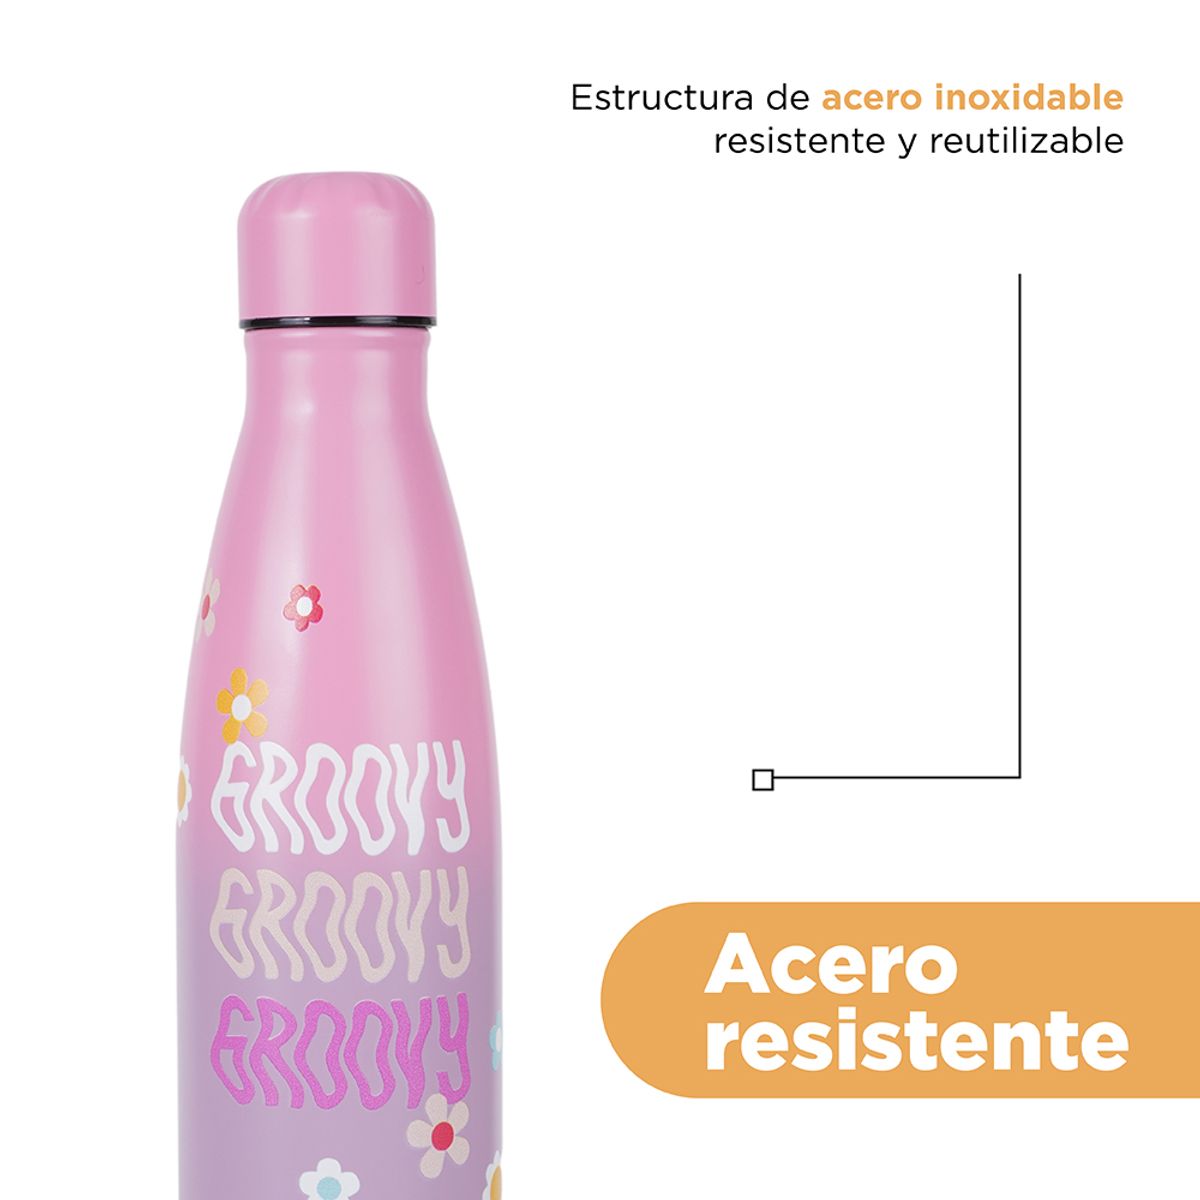 Estructura de acero inoxidable
resistente y reutilizable
GROOVY
GROOVY
GROOVY
Acero
resistente